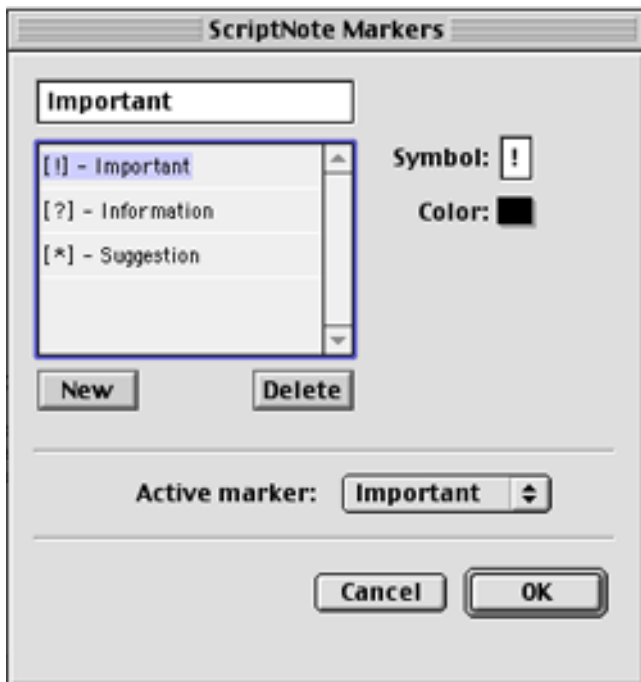 ScriptNote Markers
Important
[!] - Important
[?] - Information
[*] - Suggestion
Symbol: !
Color:
New
Delete
Active marker: Important
Cancel
OK